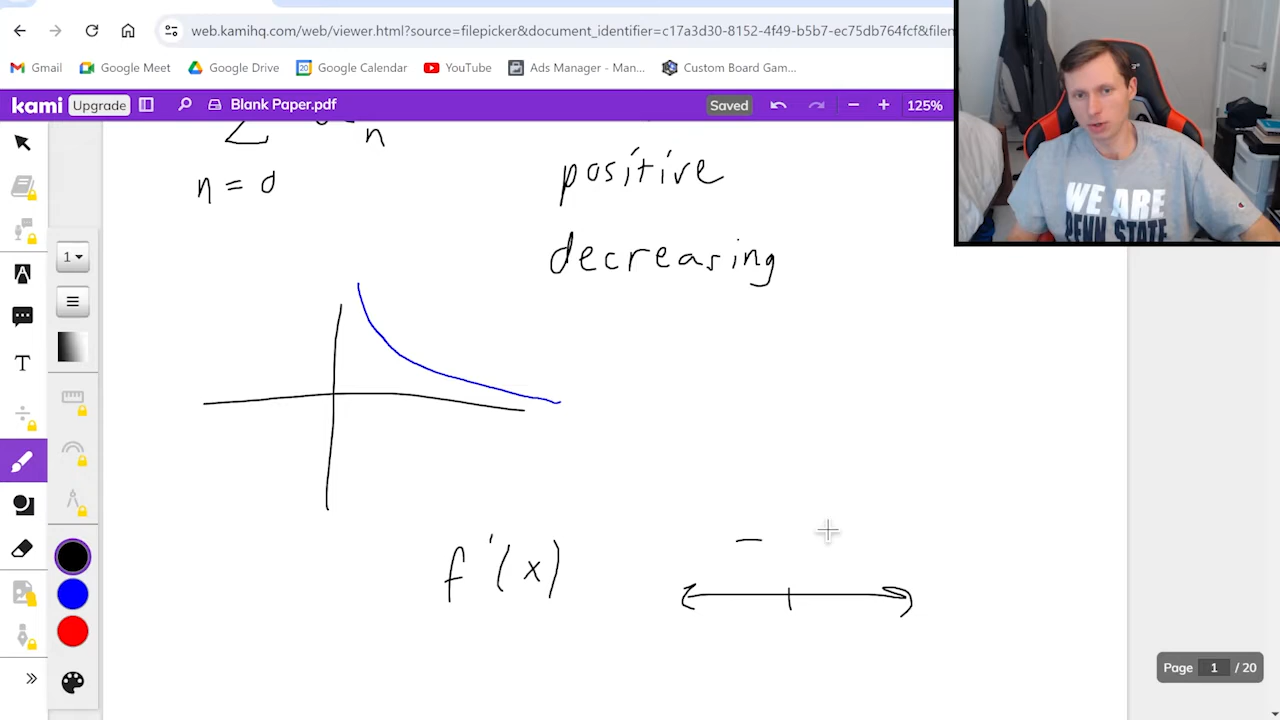 web.kamihq.com/web/viewer.html?source=filepicker&document_identifier=c17a3d30-8152-4f49-b5b7-ec75db764fcf&filen
Gmail Google Meet Google Drive 20 Google Calendar YouTube Ads Manager - Man... Custom Board Gam...
kami Upgrade Blank Paper.pdf Saved 125%
∑ n
positive
n = 0
WE ARE
PENN STATE
decreasing
1
T
f'(x)
−
Page 1 / 20